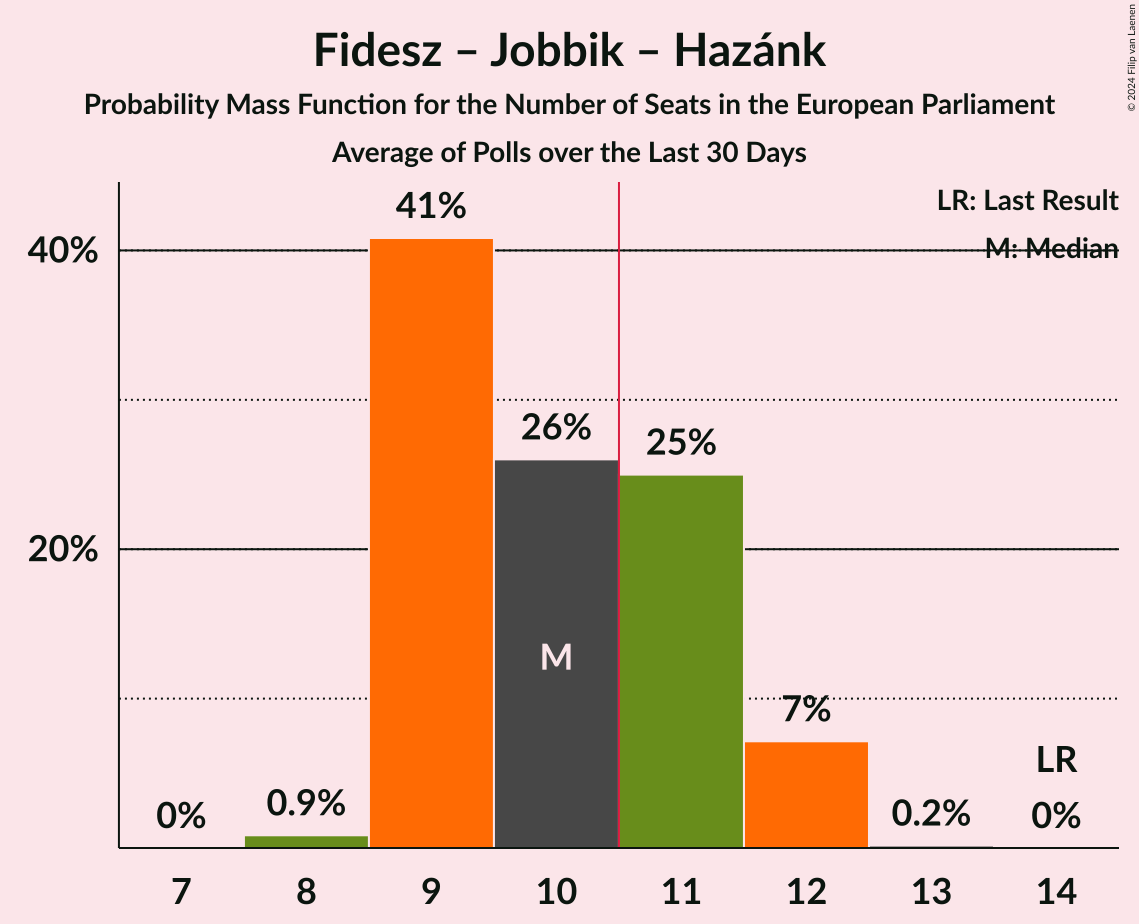 Fidesz – Jobbik – Hazánk
Probability Mass Function for the Number of Seats in the European Parliament
Average of Polls over the Last 30 Days
© 2024 Filip van Laenen
LR: Last Result
M: Median
41%
40%
26%
25%
20%
M
7%
LR
0%
0.9%
0.2%
0%
7 8 9 10 11 12 13 14